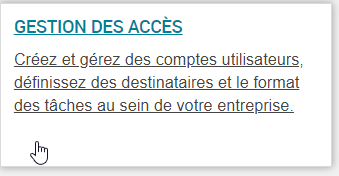 GESTION DES ACCÈS
Créez et gérez des comptes utilisateurs,
définissez des destinataires et le format
des tâches au sein de votre entreprise.